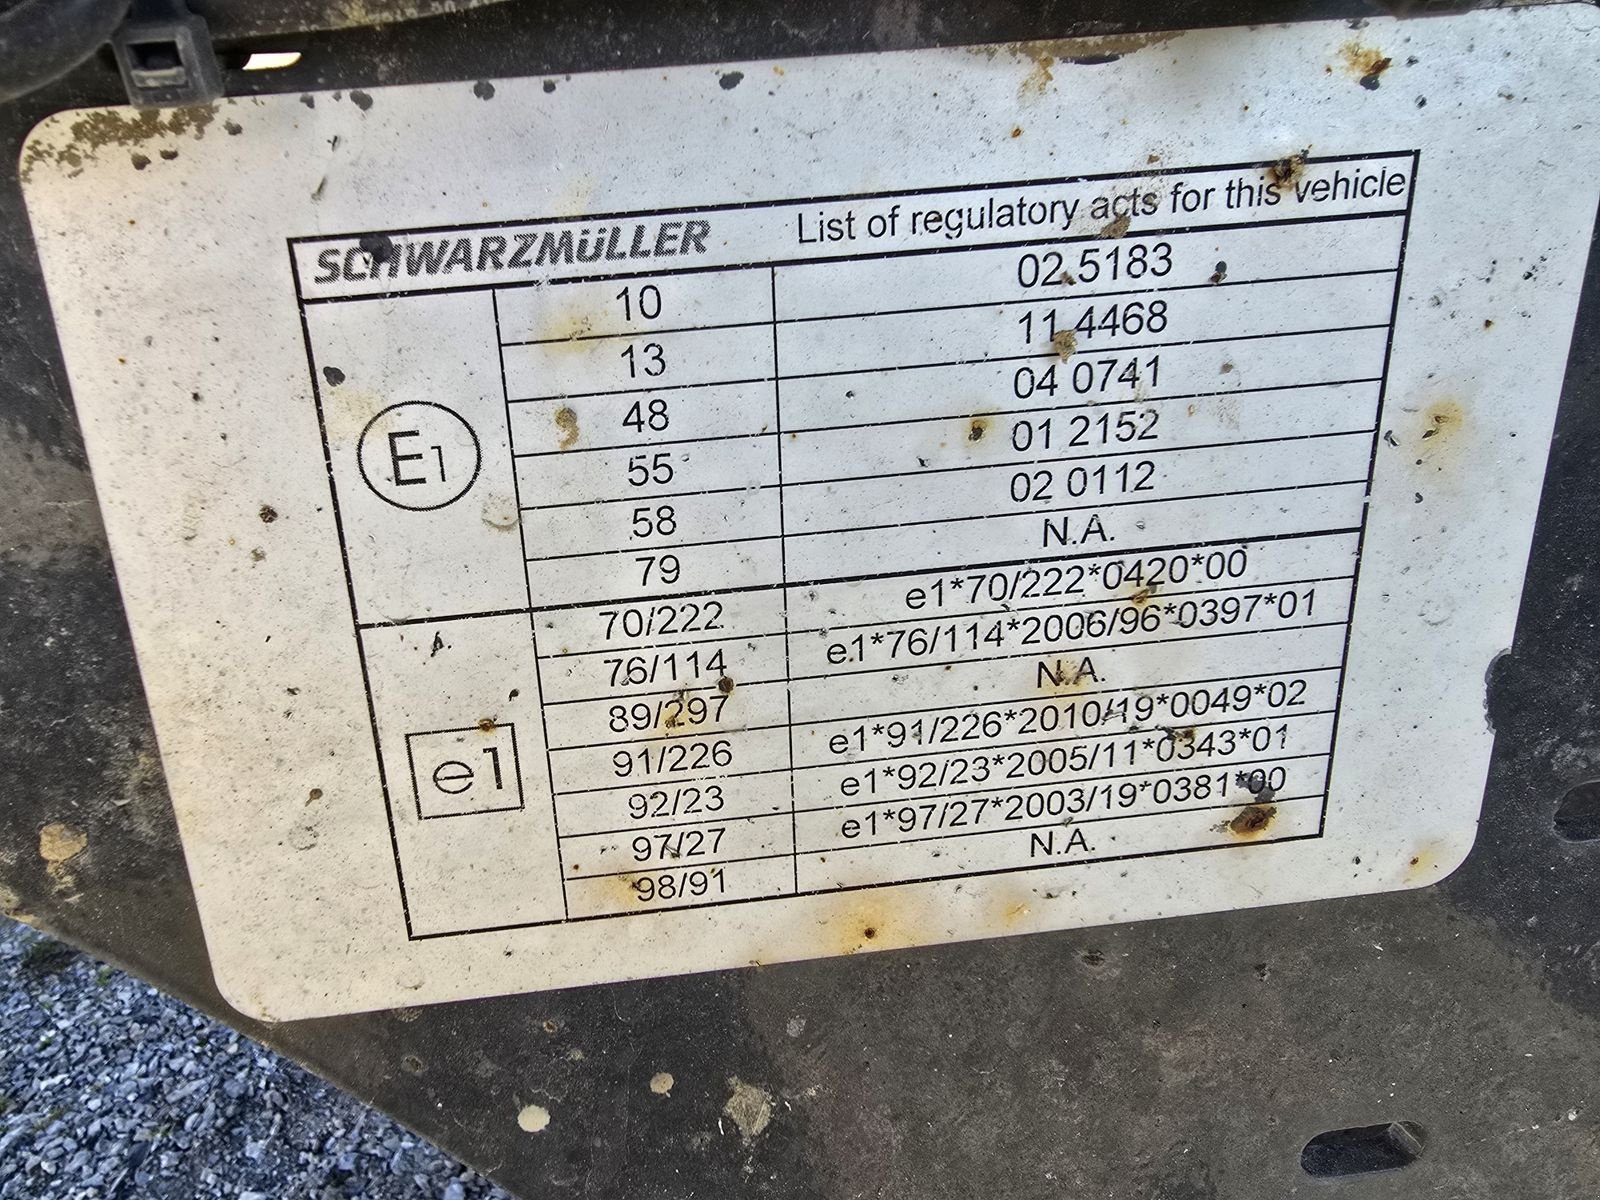 SCHWARZMÜLLER List of regulatory acts for this vehicle
E1
10 02 5183
13 11 4468
48 04 0741
55 01 2152
58 02 0112
79 N.A.
e1
70/222 e1*70/222*0420*00
76/114 e1*76/114*2006/96*0397*01
89/297 N.A.
91/226 e1*91/226*2010/19*0049*02
92/23 e1*92/23*2005/11*0343*01
97/27 e1*97/27*2003/19*0381*00
98/91 N.A.